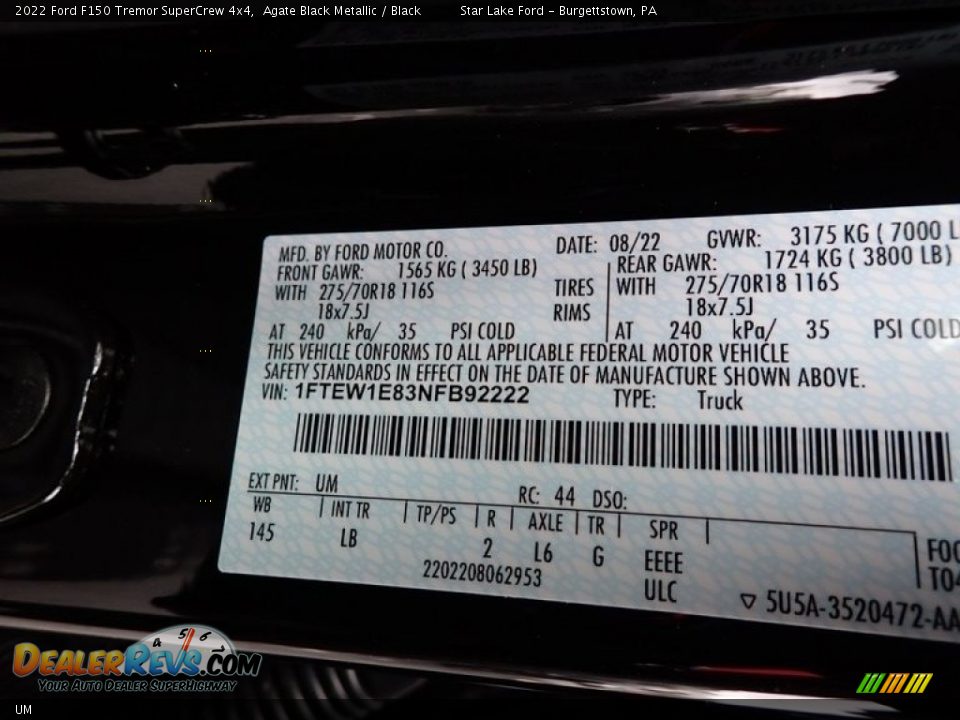 2022 Ford F150 Tremor SuperCrew 4x4, Agate Black Metallic / Black Star Lake Ford - Burgettstown, PA
MFD. BY FORD MOTOR CO. DATE: 08/22 GVWR: 3175 KG ( 7000 L
FRONT GAWR: 1565 KG ( 3450 LB) REAR GAWR: 1724 KG ( 3800 LB)
WITH 275/70R18 116S TIRES WITH 275/70R18 116S
18x7.5J RIMS 18x7.5J
AT 240 kPa/ 35 PSI COLD AT 240 kPa/ 35 PSI COLD
THIS VEHICLE CONFORMS TO ALL APPLICABLE FEDERAL MOTOR VEHICLE
SAFETY STANDARDS IN EFFECT ON THE DATE OF MANUFACTURE SHOWN ABOVE.
VIN: 1FTEW1E83NFB92222 TYPE: Truck
EXT PNT: UM RC: 44 DSO:
WB INT TR TP/PS R AXLE TR SPR
145 LB 2 L6 G EEEE
2202208062953 ULC
▽ 5U5A-3520472-AA
4 5 6
DEALERREVS.COM
YOUR AUTO DEALER SUPERHIGHWAY
UM